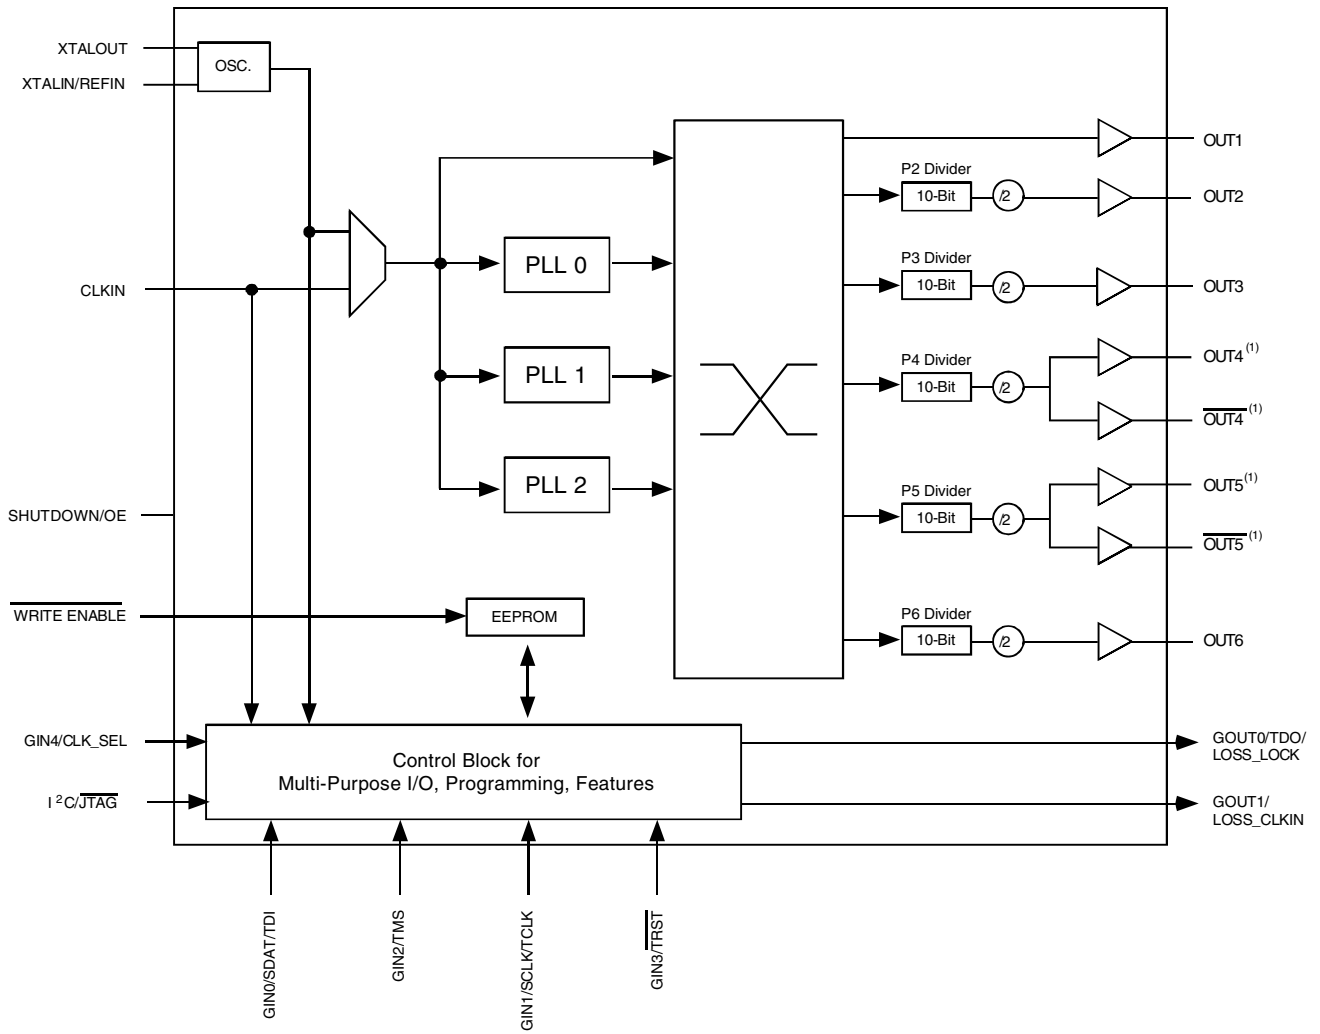 XTALOUT
OSC.
XTALIN/REFIN
OUT1
P2 Divider
10-Bit
/2
OUT2
P3 Divider
PLL 0
10-Bit
/2
OUT3
CLKIN
OUT4 (1)
P4 Divider
PLL 1
10-Bit
/2
OUT4 (1)
OUT5 (1)
PLL 2
P5 Divider
10-Bit
/2
SHUTDOWN/OE
OUT5 (1)
WRITE ENABLE
EEPROM
P6 Divider
10-Bit
/2
OUT6
GIN4/CLK_SEL
GOUT0/TDO/
LOSS_LOCK
Control Block for
Multi-Purpose I/O, Programming, Features
I2C/JTAG
GOUT1/
LOSS_CLKIN
GIN0/SDAT/TDI
GIN2/TMS
GIN1/SCLK/TCLK
GIN3/TRST